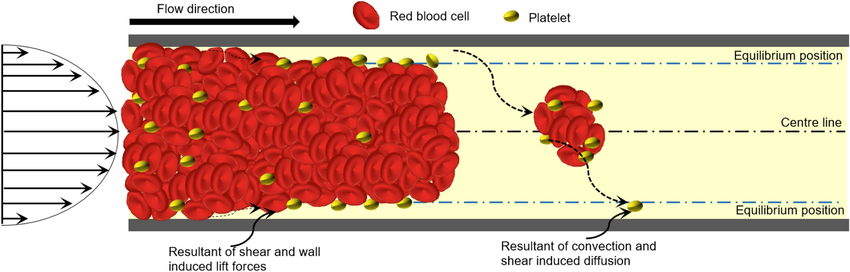 Flow direction
Red blood cell
Platelet
Equilibrium position
Centre line
Equilibrium position
Resultant of shear and wall
induced lift forces
Resultant of convection and
shear induced diffusion